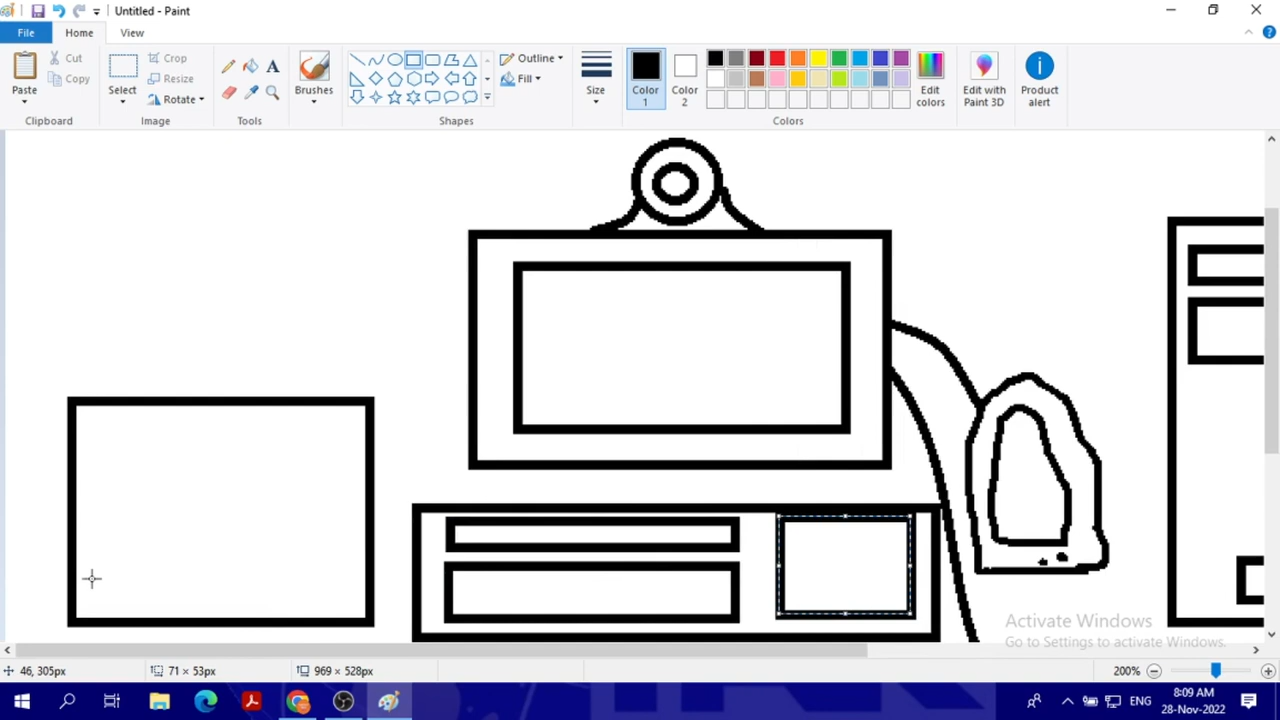 Untitled - Paint
File
Home
View
Paste
Cut
Copy
Clipboard
Select
Crop
Resize
Rotate
Image
A
Tools
Brushes
Outline
Fill
Shapes
Size
Color
1
Color
2
Edit
colors
Colors
Edit with
Paint 3D
Product
alert
Activate Windows
Go to Settings to activate Windows.
46, 305px
71 × 53px
969 × 528px
200%
ENG
8:09 AM
28-Nov-2022